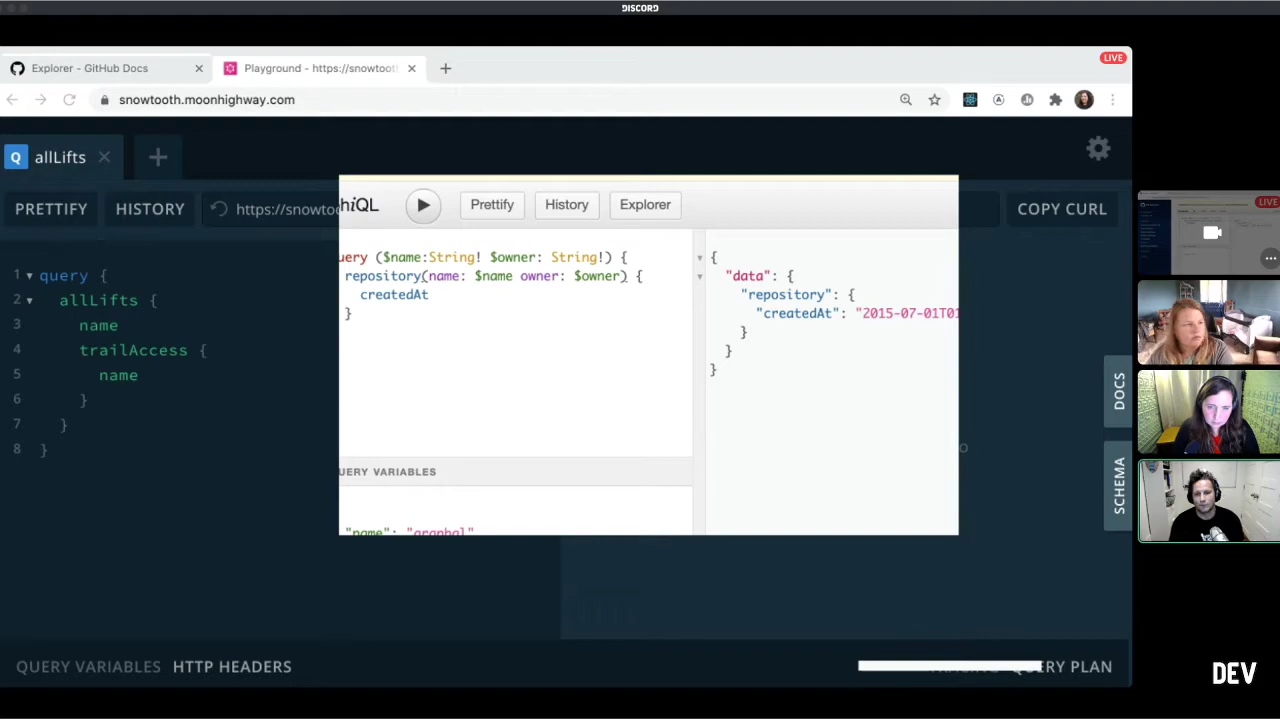 DISCORD
Explorer - GitHub Docs
Playground - https://snowtoot
LIVE
snowtooth.moonhighway.com
Q allLifts
PRETTIFY
HISTORY
https://snowtoo
COPY CURL
hiQL
Prettify
History
Explorer
1 query {
2 allLifts {
3 name
4 trailAccess {
5 name
6 }
7 }
8 }
uery ($name:String! $owner: String!) {
repository(name: $name owner: $owner) {
createdAt
}
{
"data": {
"repository": {
"createdAt": "2015-07-01T01
}
}
}
UERY VARIABLES
"name": "graphql"
DOCS
SCHEMA
LIVE
QUERY VARIABLES
HTTP HEADERS
QUERY PLAN
DEV